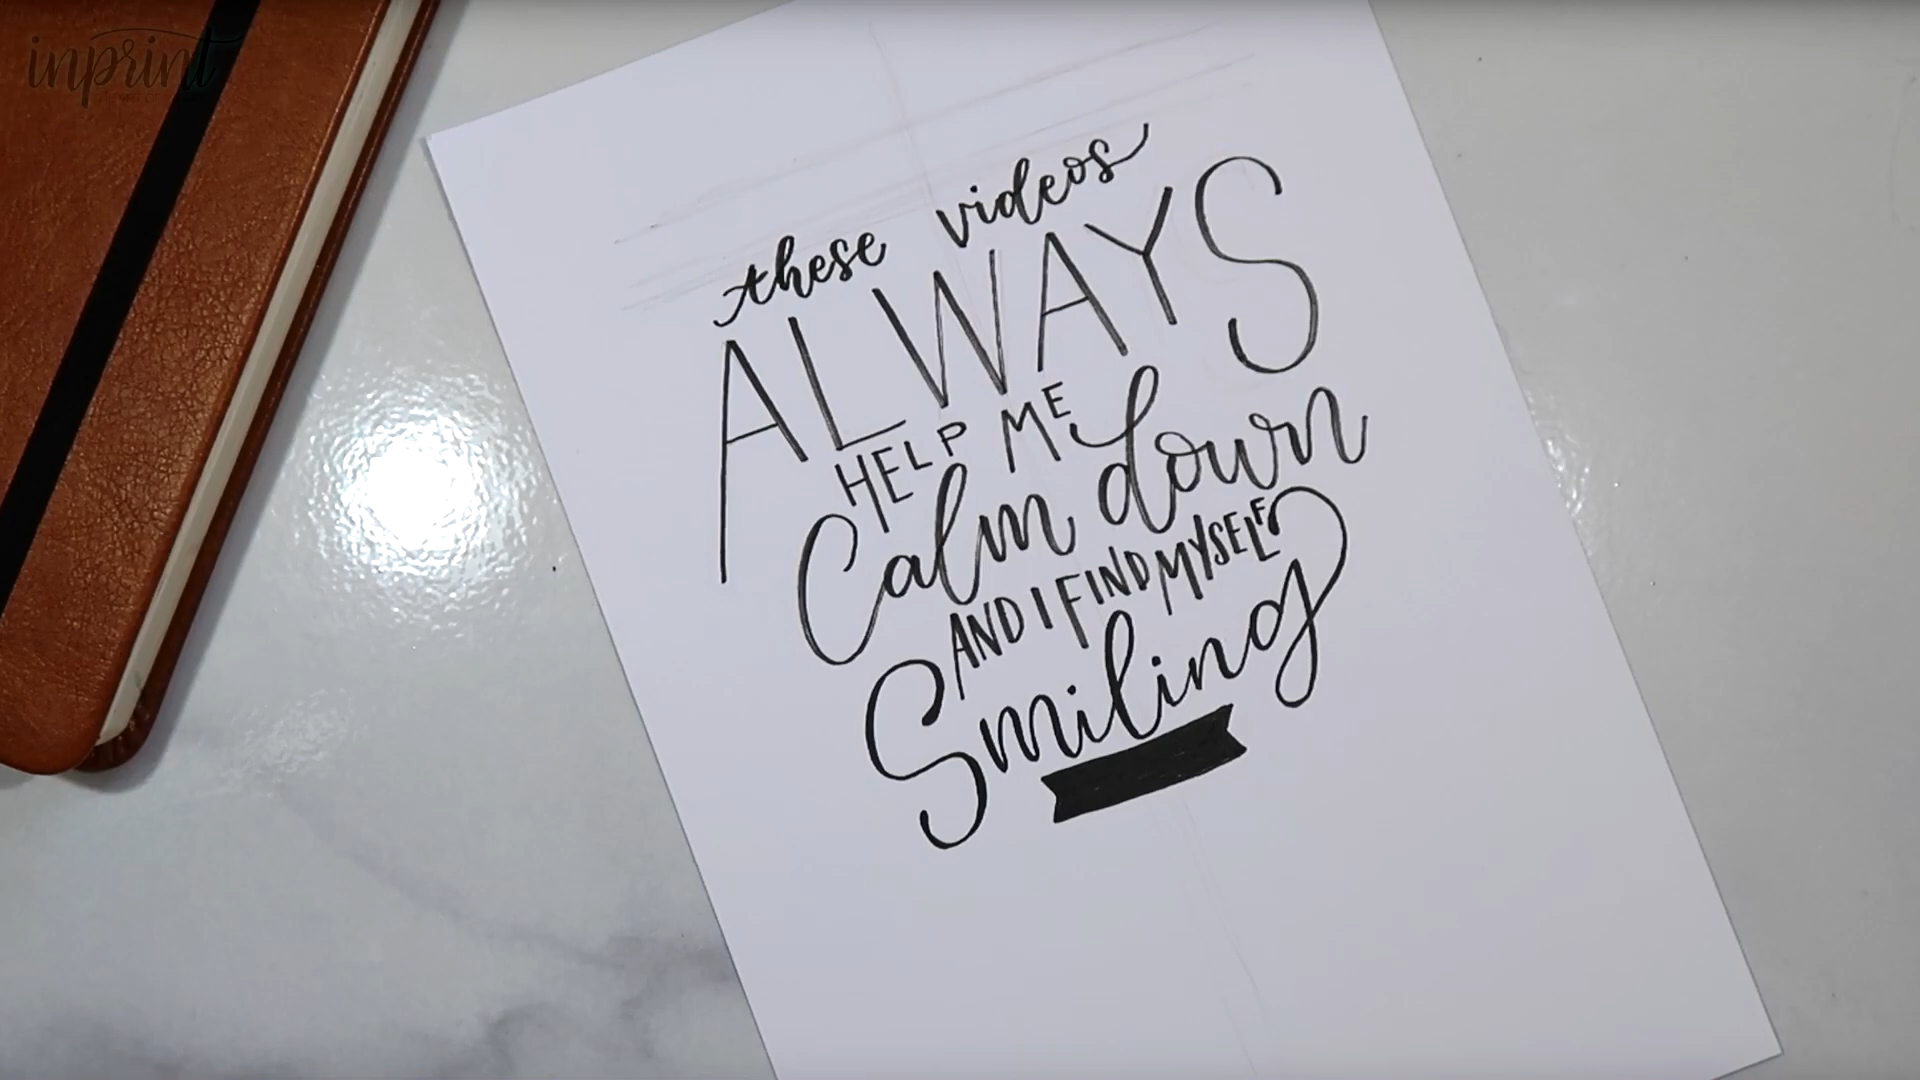 inprint
these videos
ALWAYS
HELP ME
Calm down
AND I FIND MYSELF
Smiling